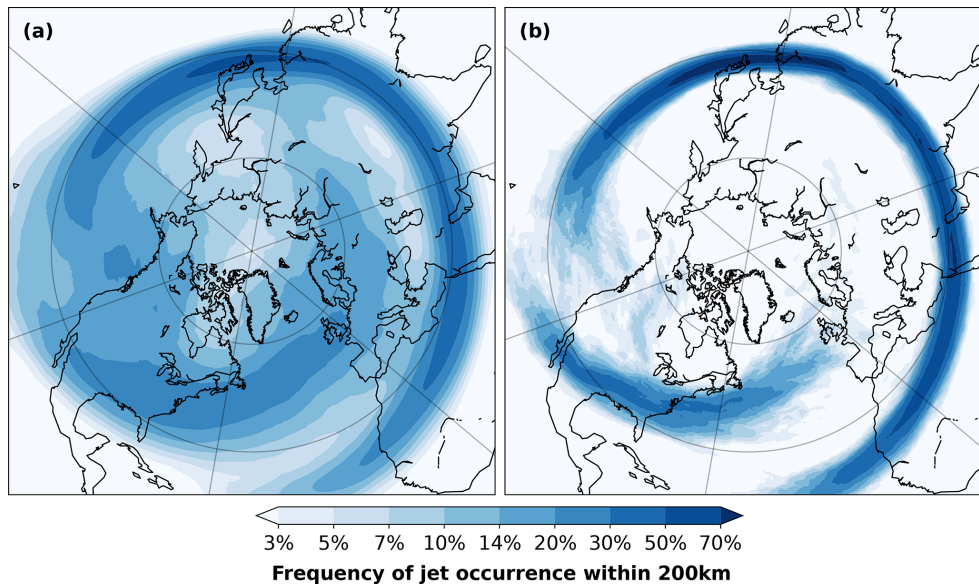 (a)
(b)
3% 5% 7% 10% 14% 20% 30% 50% 70%
Frequency of jet occurrence within 200km